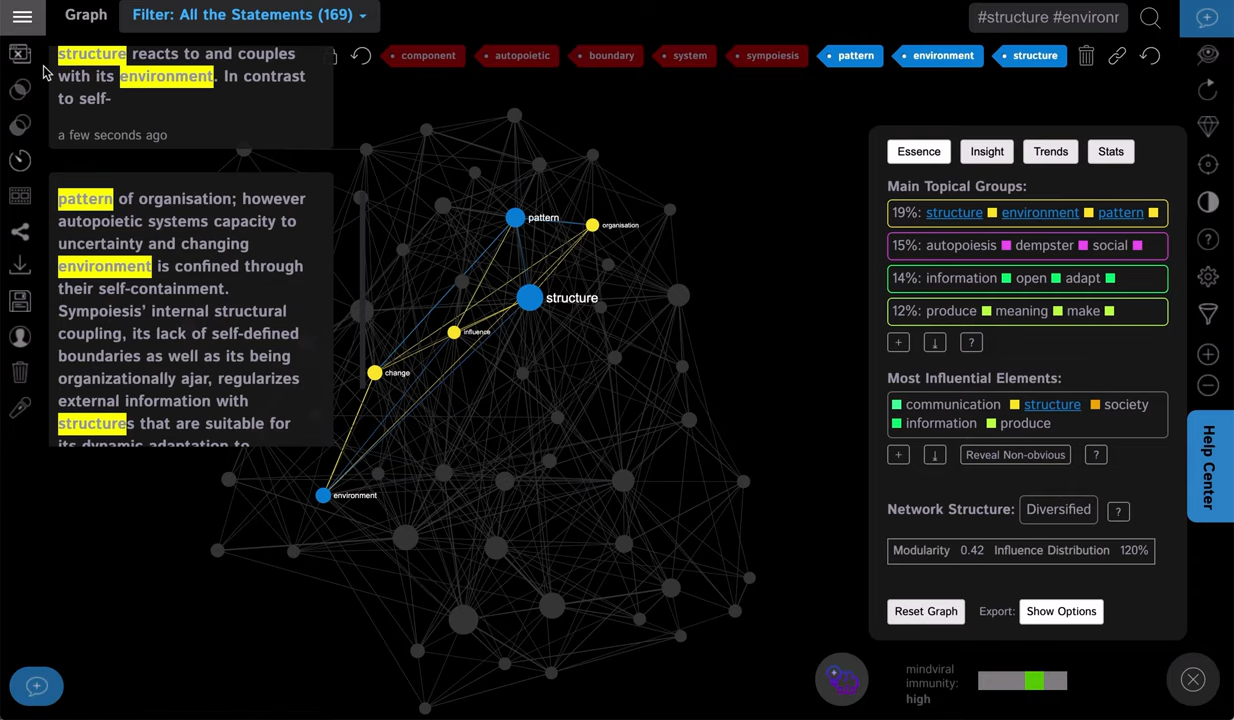 Graph
Filter: All the Statements (169)
#structure #environr
component
autopoietic
boundary
system
sympoiesis
pattern
environment
structure
structure reacts to and couples
with its environment. In contrast
to self-
a few seconds ago
pattern of organisation; however
autopoietic systems capacity to
uncertainty and changing
environment is confined through
their self-containment.
Sympoiesis' internal structural
coupling, its lack of self-defined
boundaries as well as its being
organizationally ajar, regularizes
external information with
structures that are suitable for
its dynamic adaptation to
pattern
organisation
structure
influence
change
environment
Essence
Insight
Trends
Stats
Main Topical Groups:
19%: structure environment pattern
15%: autopoiesis dempster social
14%: information open adapt
12%: produce meaning make
+ ?
Most Influential Elements:
communication structure society
information produce
+ Reveal Non-obvious ?
Network Structure: Diversified ?
Modularity 0.42 Influence Distribution 120%
Reset Graph
Export: Show Options
mindviral
immunity:
high
Help Center